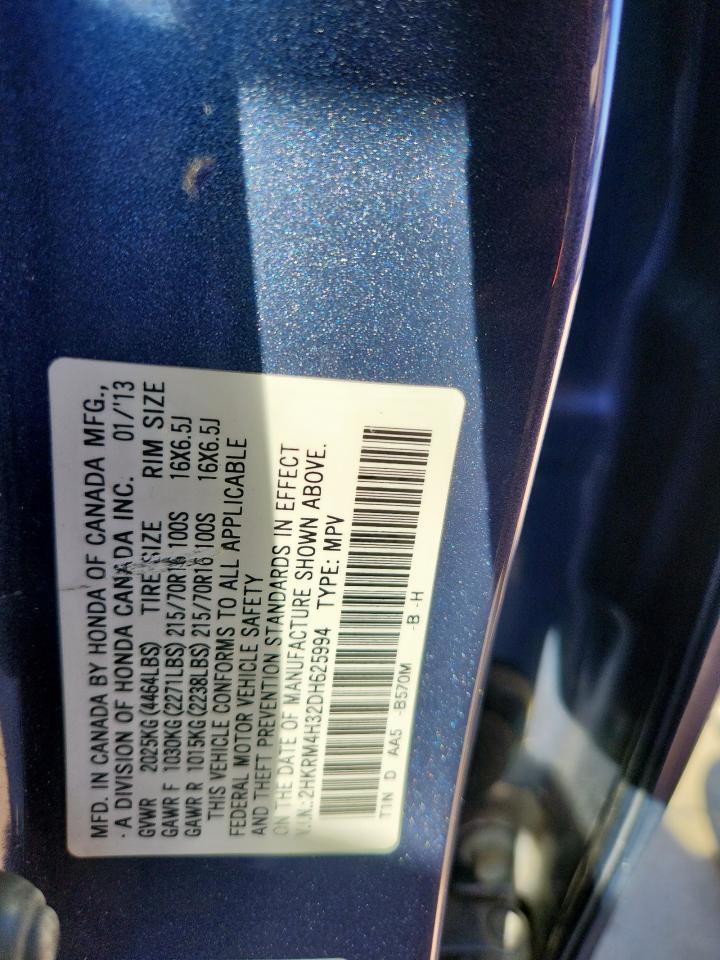 MFD. IN CANADA BY HONDA OF CANADA MFG.,
· A DIVISION OF HONDA CANADA INC. 01/'13
GVWR 2025KG (4464LBS) TIRE SIZE RIM SIZE
GAWR F 1030KG (2271LBS) 215/70R16 100S 16X6.5J
GAWR R 1015KG (2238LBS) 215/70R16 100S 16X6.5J
THIS VEHICLE CONFORMS TO ALL APPLICABLE
FEDERAL MOTOR VEHICLE SAFETY
AND THEFT PREVENTION STANDARDS IN EFFECT
ON THE DATE OF MANUFACTURE SHOWN ABOVE.
V.I.N.:2HKRM4H32DH625994 TYPE: MPV
T1N D AA5 -B570M -B -H